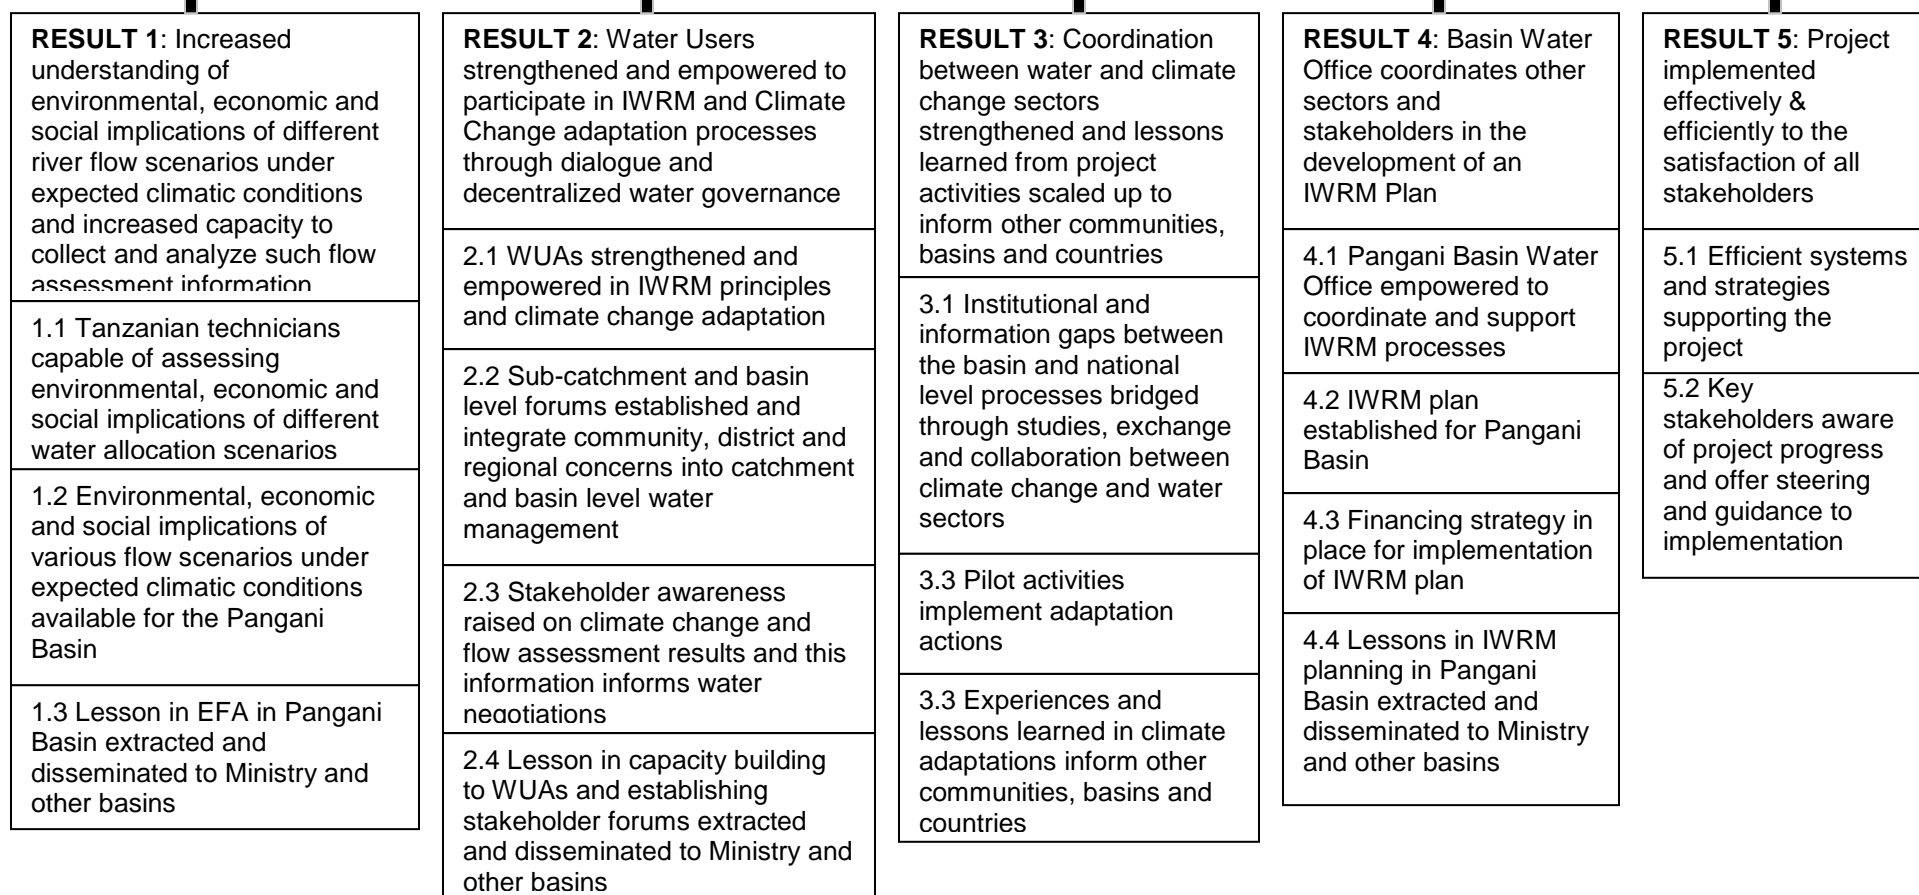 RESULT 1: Increased
understanding of
environmental, economic and
social implications of different
river flow scenarios under
expected climatic conditions
and increased capacity to
collect and analyze such flow
assessment information
1.1 Tanzanian technicians
capable of assessing
environmental, economic and
social implications of different
water allocation scenarios
1.2 Environmental, economic
and social implications of
various flow scenarios under
expected climatic conditions
available for the Pangani
Basin
1.3 Lesson in EFA in Pangani
Basin extracted and
disseminated to Ministry and
other basins
RESULT 2: Water Users
strengthened and empowered to
participate in IWRM and Climate
Change adaptation processes
through dialogue and
decentralized water governance
2.1 WUAs strengthened and
empowered in IWRM principles
and climate change adaptation
2.2 Sub-catchment and basin
level forums established and
integrate community, district and
regional concerns into catchment
and basin level water
management
2.3 Stakeholder awareness
raised on climate change and
flow assessment results and this
information informs water
negotiations
2.4 Lesson in capacity building
to WUAs and establishing
stakeholder forums extracted
and disseminated to Ministry and
other basins
RESULT 3: Coordination
between water and climate
change sectors
strengthened and lessons
learned from project
activities scaled up to
inform other communities,
basins and countries
3.1 Institutional and
information gaps between
the basin and national
level processes bridged
through studies, exchange
and collaboration between
climate change and water
sectors
3.3 Pilot activities
implement adaptation
actions
3.3 Experiences and
lessons learned in climate
adaptations inform other
communities, basins and
countries
RESULT 4: Basin Water
Office coordinates other
sectors and
stakeholders in the
development of an
IWRM Plan
4.1 Pangani Basin Water
Office empowered to
coordinate and support
IWRM processes
4.2 IWRM plan
established for Pangani
Basin
4.3 Financing strategy in
place for implementation
of IWRM plan
4.4 Lessons in IWRM
planning in Pangani
Basin extracted and
disseminated to Ministry
and other basins
RESULT 5: Project
implemented
effectively &
efficiently to the
satisfaction of all
stakeholders
5.1 Efficient systems
and strategies
supporting the
project
5.2 Key
stakeholders aware
of project progress
and offer steering
and guidance to
implementation